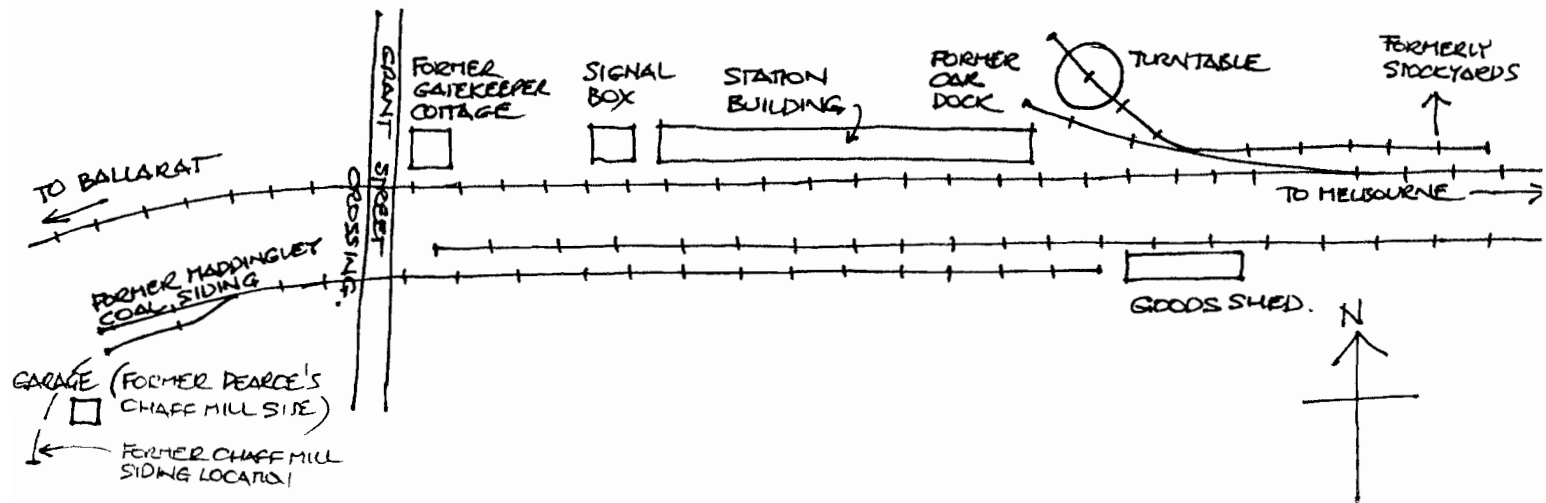 GRANT STREET
CROSSING.
FORMER
GATEKEEPER
COTTAGE
SIGNAL
BOX
STATION
BUILDING
FORMER
CAR
DOCK
TURNTABLE
FORMERLY
STOCKYARDS
TO BALLARAT
TO MELBOURNE
FORMER MADDINGLEY
COAL SIDING
GOODS SHED.
N
GARAGE (FORMER PEARCE'S
CHAFF MILL SITE)
FORMER CHAFF MILL
SIDING LOCATION